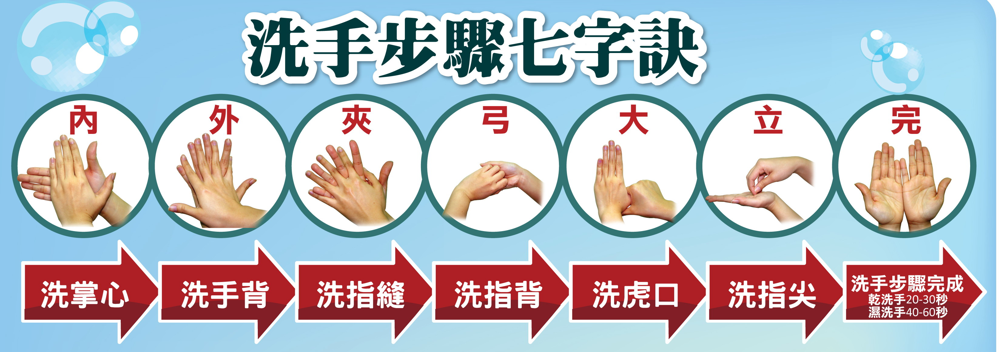 洗手步驟七字訣
內
外
夾
弓
大
立
完
洗掌心
洗手背
洗指縫
洗指背
洗虎口
洗指尖
洗手步驟完成
乾洗手20-30秒
濕洗手40-60秒